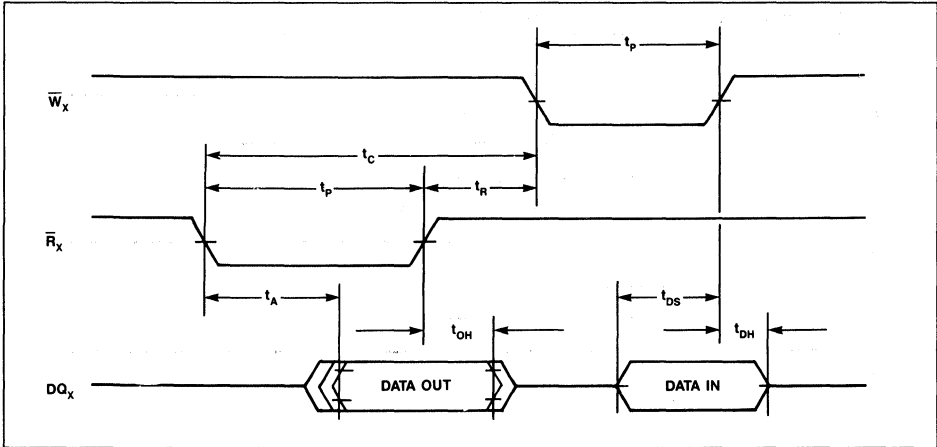 tP
W̅X
tC
tP
tR
R̅X
tA
tDS
tOH
tDH
DQX
DATA OUT
DATA IN